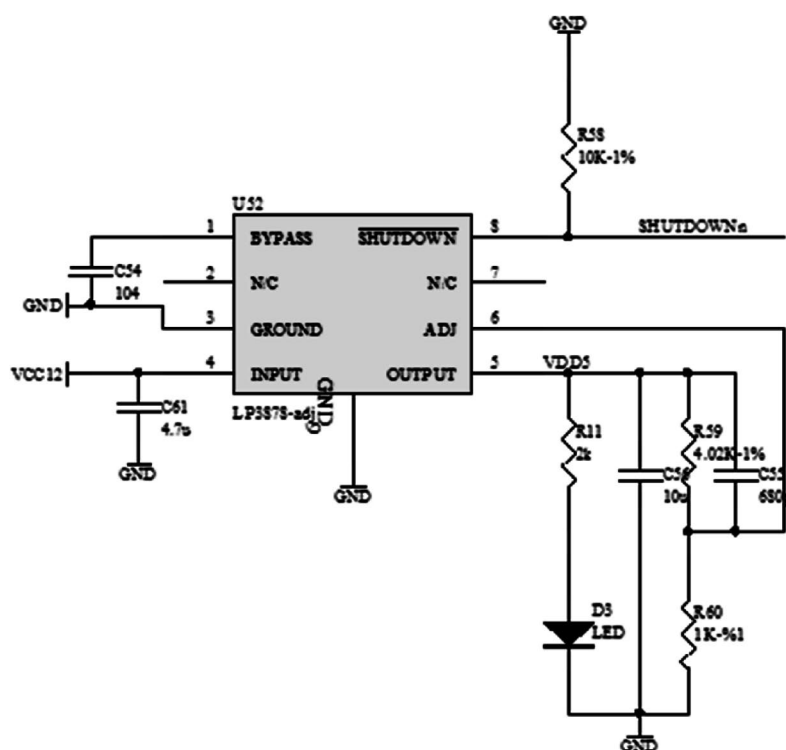 GND
R58
10K-1%
U52
1
BYPASS
SHUTDOWN
8
SHUTDOWNn
C54
104
2
N/C
N/C
7
GND
3
GROUND
ADJ
6
VCC12
4
INPUT
OUTPUT
5
VDD5
GND
LP3878-adj
C61
4.7u
GND
GND
R11
2k
C56
10u
R59
4.02K-1%
C55
680
D3
LED
R60
1K-%1
GND